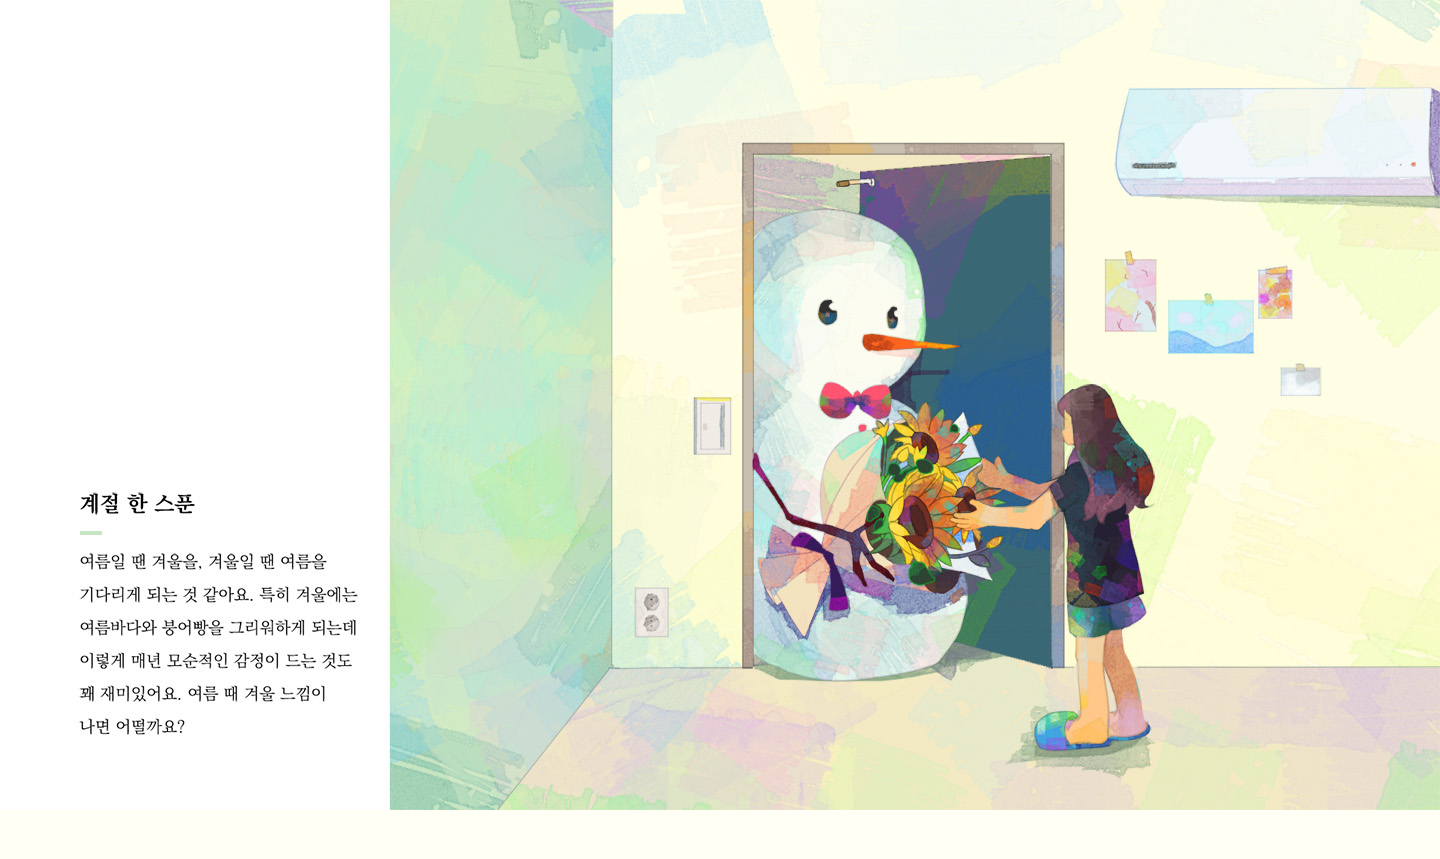 계절 한 스푼
여름일 땐 겨울을, 겨울일 땐 여름을
기다리게 되는 것 같아요. 특히 겨울에는
여름바다와 붕어빵을 그리워하게 되는데
이렇게 매년 모순적인 감정이 드는 것도
꽤 재미있어요. 여름 때 겨울 느낌이
나면 어떨까요?